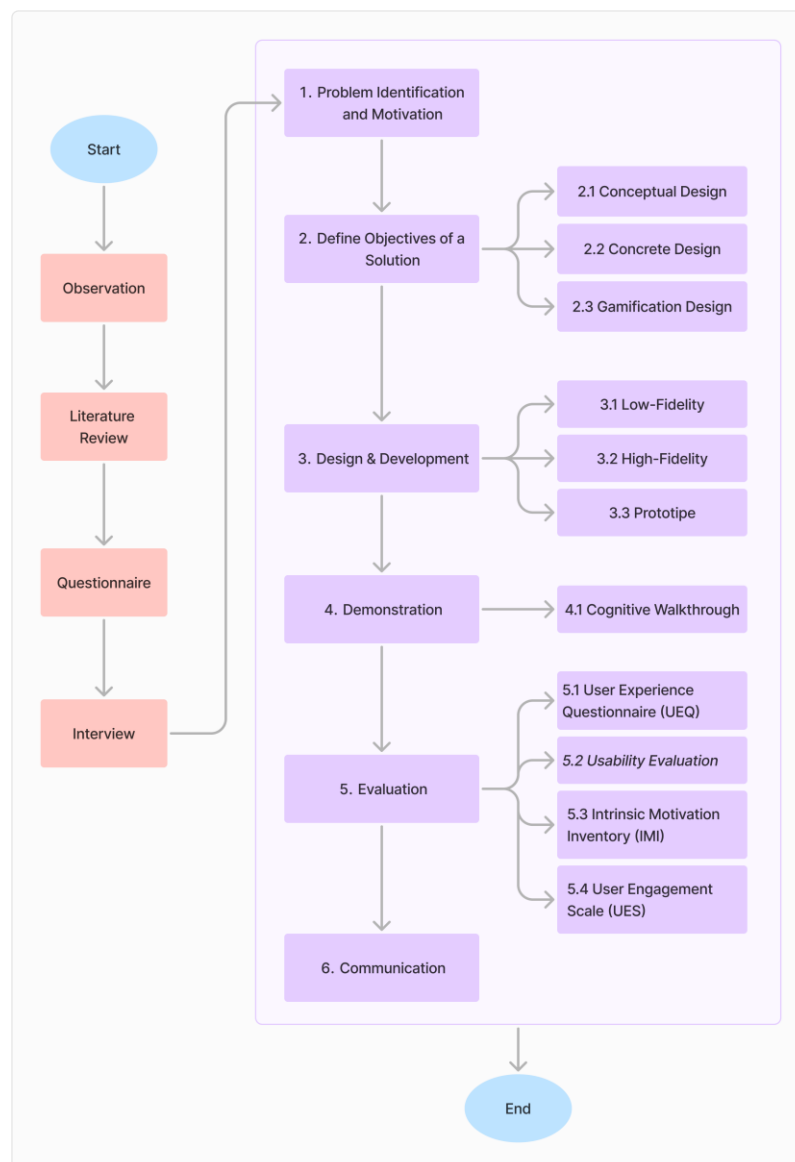 Start
Observation
Literature
Review
Questionnaire
Interview
1. Problem Identification
and Motivation
2. Define Objectives of a
Solution
2.1 Conceptual Design
2.2 Concrete Design
2.3 Gamification Design
3. Design & Development
3.1 Low-Fidelity
3.2 High-Fidelity
3.3 Prototipe
4. Demonstration
4.1 Cognitive Walkthrough
5. Evaluation
5.1 User Experience
Questionnaire (UEQ)
5.2 Usability Evaluation
5.3 Intrinsic Motivation
Inventory (IMI)
5.4 User Engagement
Scale (UES)
6. Communication
End